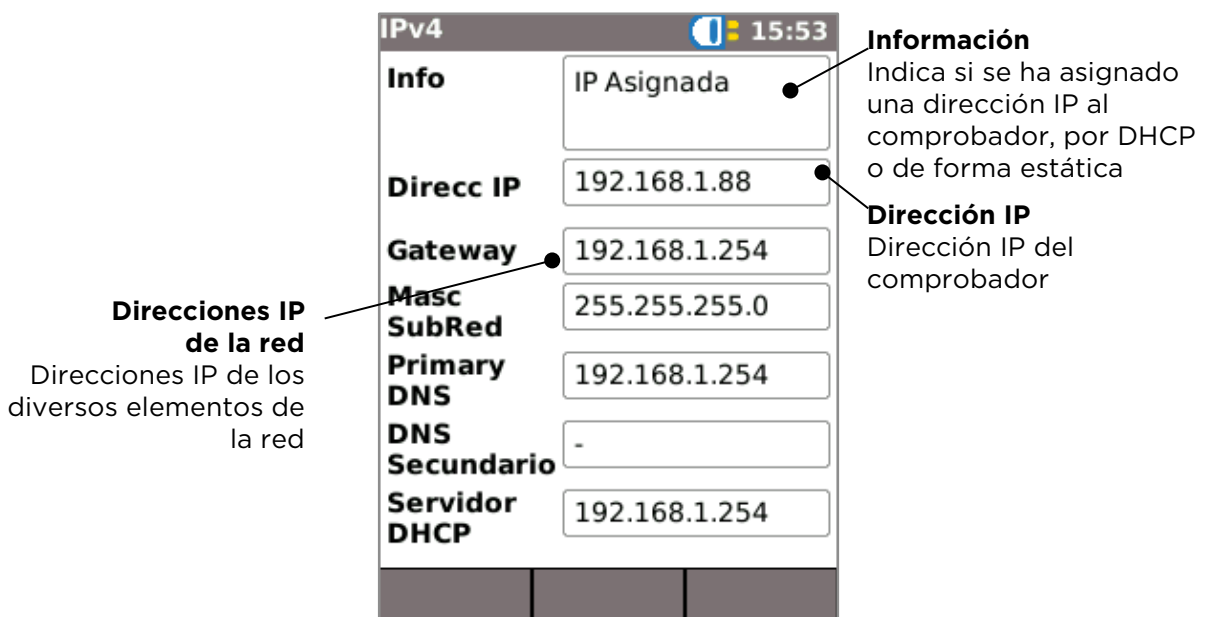 IPv4
15:53
Info
IP Asignada
Direcc IP
192.168.1.88
Gateway
192.168.1.254
Masc
SubRed
255.255.255.0
Primary
DNS
192.168.1.254
DNS
Secundario
-
Servidor
DHCP
192.168.1.254
Información
Indica si se ha asignado
una dirección IP al
comprobador, por DHCP
o de forma estática
Dirección IP
Dirección IP del
comprobador
Direcciones IP
de la red
Direcciones IP de los
diversos elementos de
la red